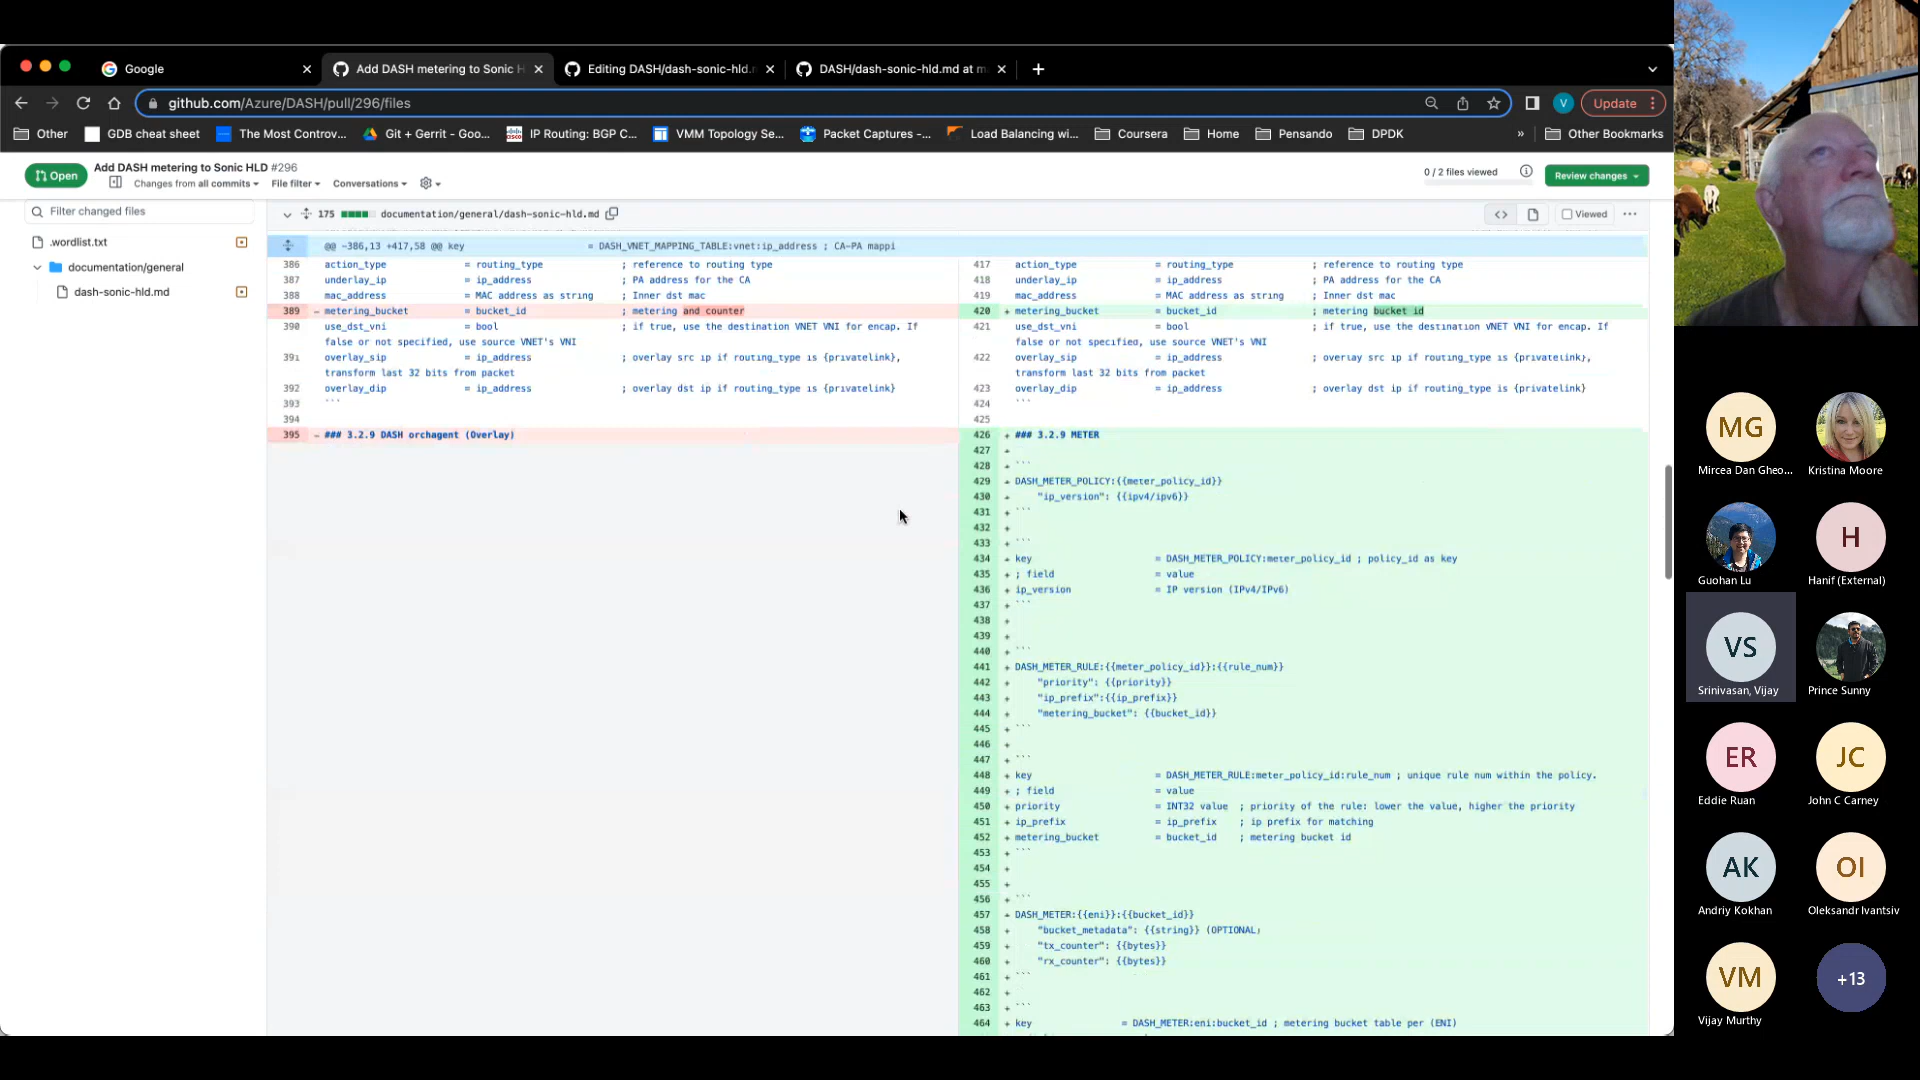 Google
Add DASH metering to Sonic H
Editing DASH/dash-sonic-hld.
DASH/dash-sonic-hld.md at m
github.com/Azure/DASH/pull/296/files
V
Update
Other
GDB cheat sheet
The Most Controv...
Git + Gerrit - Goo...
IP Routing: BGP C...
VMM Topology Se...
Packet Captures -...
Load Balancing wi...
Coursera
Home
Pensando
DPDK
»
Other Bookmarks
Open
Add DASH metering to Sonic HLD #296
Changes from all commits
File filter
Conversations
0 / 2 files viewed
Review changes
Filter changed files
.wordlist.txt
documentation/general
dash-sonic-hld.md
175 documentation/general/dash-sonic-hld.md
Viewed
@@ -386,13 +417,58 @@ key = DASH_VNET_MAPPING_TABLE:vnet:ip_address ; CA-PA mappi
386 action_type = routing_type ; reference to routing type
387 underlay_ip = ip_address ; PA address for the CA
388 mac_address = MAC address as string ; Inner dst mac
389 - metering_bucket = bucket_id ; metering and counter
390 use_dst_vni = bool ; if true, use the destination VNET VNI for encap. If
false or not specified, use source VNET's VNI
391 overlay_sip = ip_address ; overlay src ip if routing_type is {privatelink},
transform last 32 bits from packet
392 overlay_dip = ip_address ; overlay dst ip if routing_type is {privatelink}
393 ```
394
395 - ### 3.2.9 DASH orchagent (Overlay)
417 action_type = routing_type ; reference to routing type
418 underlay_ip = ip_address ; PA address for the CA
419 mac_address = MAC address as string ; Inner dst mac
420 + metering_bucket = bucket_id ; metering bucket id
421 use_dst_vni = bool ; if true, use the destination VNET VNI for encap. If
false or not specified, use source VNET's VNI
422 overlay_sip = ip_address ; overlay src ip if routing_type is {privatelink},
transform last 32 bits from packet
423 overlay_dip = ip_address ; overlay dst ip if routing_type is {privatelink}
424 ```
425
426 + ### 3.2.9 METER
427 +
428 + ```
429 + DASH_METER_POLICY:{{meter_policy_id}}
430 + "ip_version": {{ipv4/ipv6}}
431 + ```
432 +
433 + ```
434 + key = DASH_METER_POLICY:meter_policy_id ; policy_id as key
435 + ; field = value
436 + ip_version = IP version (IPv4/IPv6)
437 + ```
438 +
439 +
440 + ```
441 + DASH_METER_RULE:{{meter_policy_id}}:{{rule_num}}
442 + "priority": {{priority}}
443 + "ip_prefix":{{ip_prefix}}
444 + "metering_bucket": {{bucket_id}}
445 + ```
446 +
447 + ```
448 + key = DASH_METER_RULE:meter_policy_id:rule_num ; unique rule num within the policy.
449 + ; field = value
450 + priority = INT32 value ; priority of the rule: lower the value, higher the priority
451 + ip_prefix = ip_prefix ; ip prefix for matching
452 + metering_bucket = bucket_id ; metering bucket id
453 + ```
454 +
455 +
456 + ```
457 + DASH_METER:{{eni}}:{{bucket_id}}
458 + "bucket_metadata": {{string}} (OPTIONAL)
459 + "tx_counter": {{bytes}}
460 + "rx_counter": {{bytes}}
461 + ```
462 +
463 + ```
464 + key = DASH_METER:eni:bucket_id ; metering bucket table per (ENI)
MG
Mircea Dan Gheo...
Kristina Moore
Guohan Lu
H
Hanif (External)
VS
Srinivasan, Vijay
Prince Sunny
ER
Eddie Ruan
JC
John C Carney
AK
Andriy Kokhan
OI
Oleksandr Ivantsiv
VM
Vijay Murthy
+13